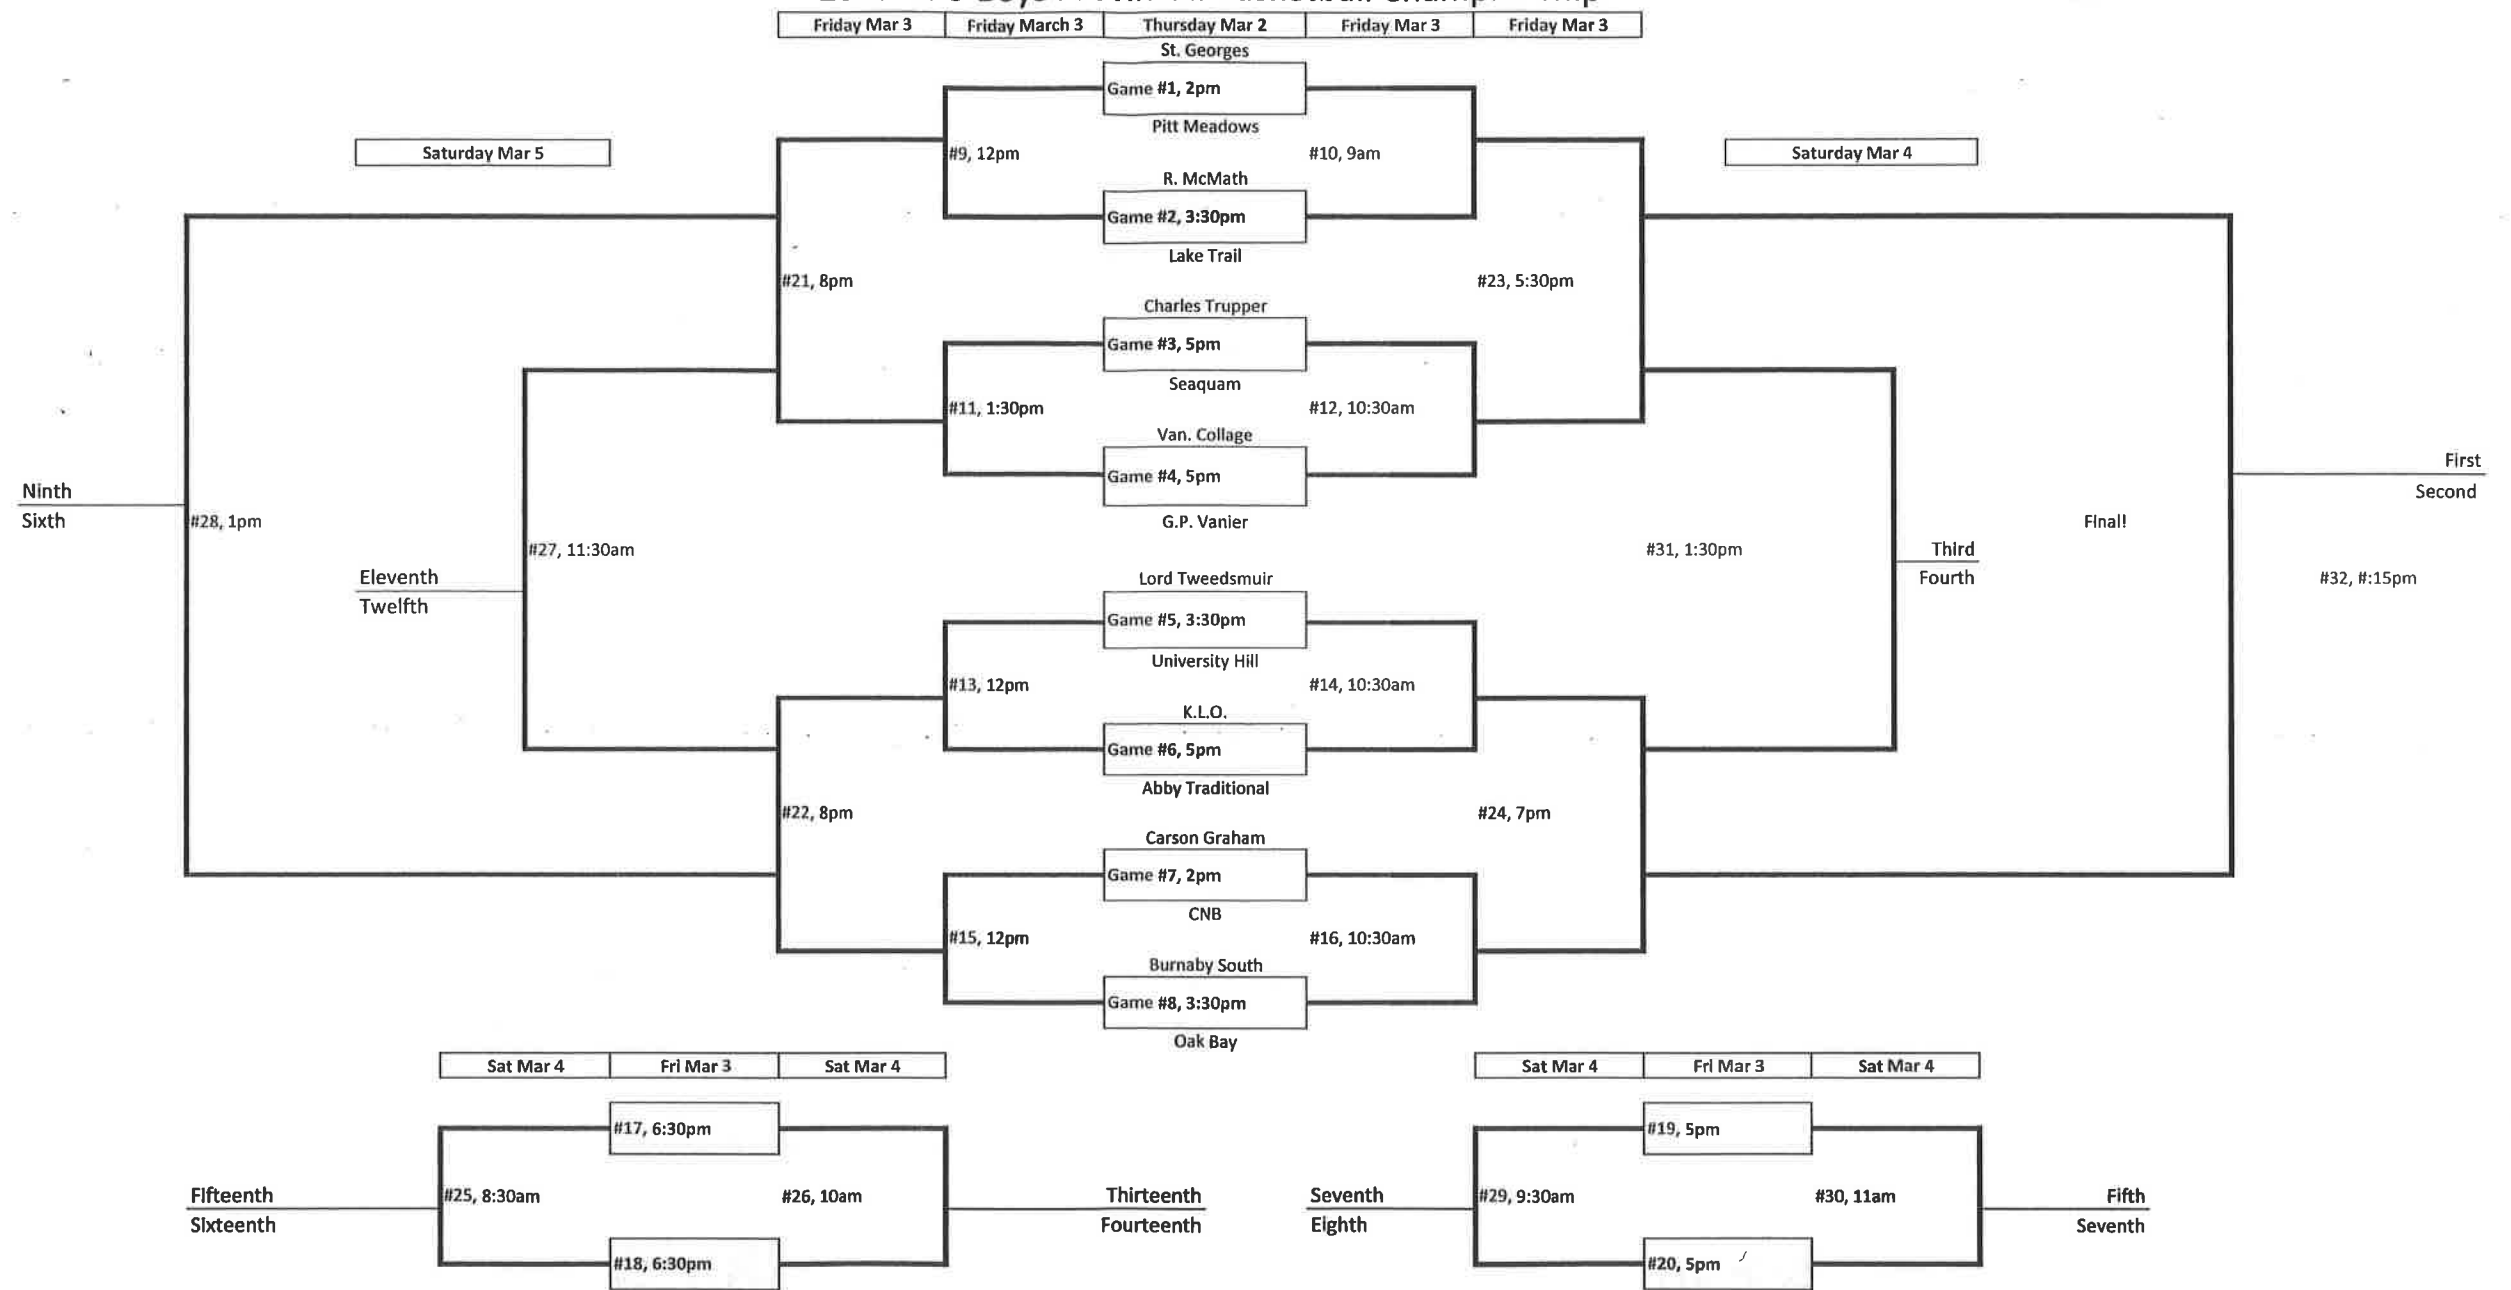 Friday Mar 3
Friday March 3
Thursday Mar 2
Friday Mar 3
Friday Mar 3
St. Georges
Game #1, 2pm
Pitt Meadows
Saturday Mar 5
#9, 12pm
#10, 9am
Saturday Mar 4
R. McMath
Game #2, 3:30pm
Lake Trail
#21, 8pm
#23, 5:30pm
Charles Trupper
Game #3, 5pm
Seaquam
#11, 1:30pm
#12, 10:30am
Van. Collage
Game #4, 5pm
G.P. Vanier
Ninth
Sixth
#28, 1pm
First
Second
Final!
#27, 11:30am
#31, 1:30pm
Third
Fourth
Eleventh
Twelfth
#32, #:15pm
Lord Tweedsmuir
Game #5, 3:30pm
University Hill
#13, 12pm
#14, 10:30am
K.L.O.
Game #6, 5pm
Abby Traditional
#22, 8pm
#24, 7pm
Carson Graham
Game #7, 2pm
CNB
#15, 12pm
#16, 10:30am
Burnaby South
Game #8, 3:30pm
Oak Bay
Sat Mar 4
Fri Mar 3
Sat Mar 4
Sat Mar 4
Fri Mar 3
Sat Mar 4
#17, 6:30pm
#19, 5pm
Fifteenth
Sixteenth
#25, 8:30am
#26, 10am
Thirteenth
Fourteenth
Seventh
Eighth
#29, 9:30am
#30, 11am
Fifth
Seventh
#18, 6:30pm
#20, 5pm